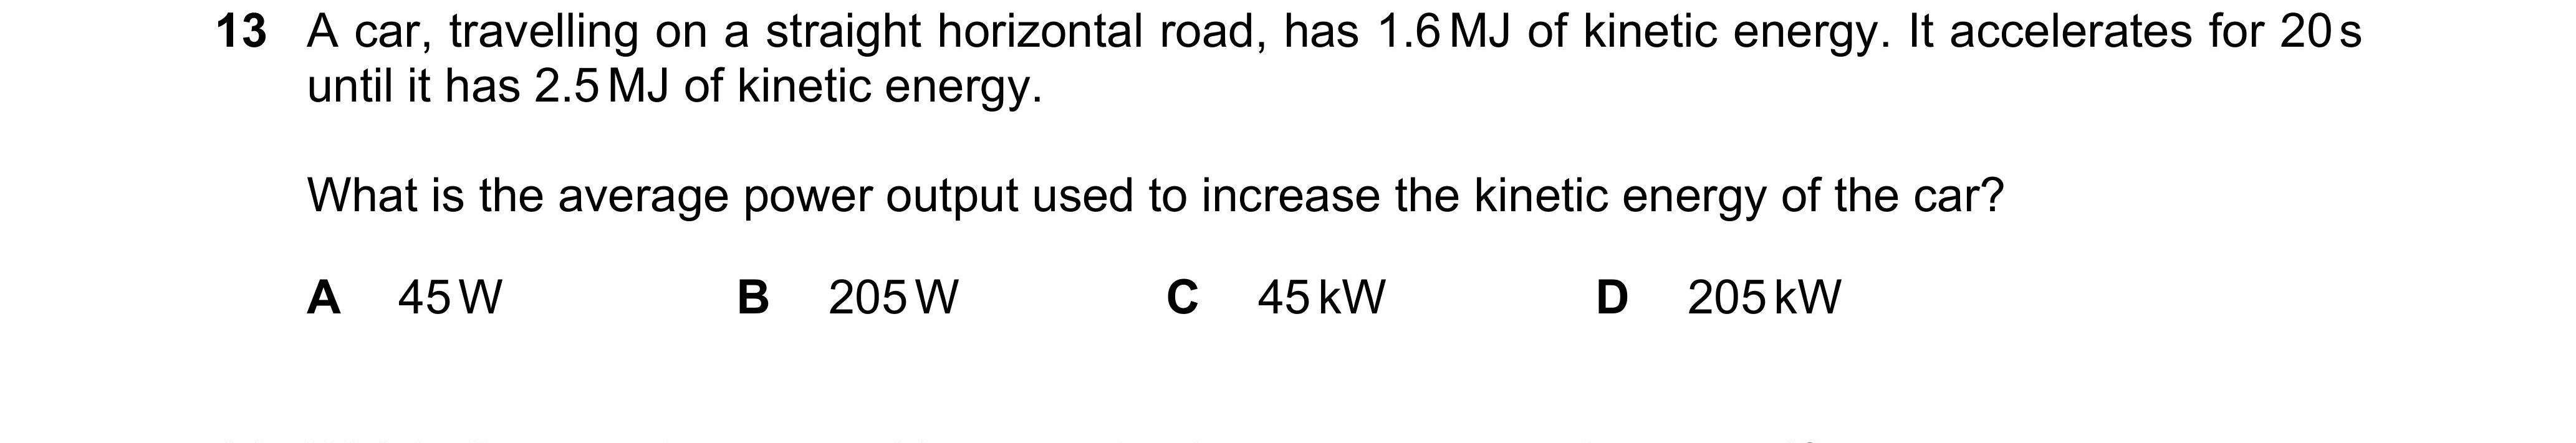 13 A car, travelling on a straight horizontal road, has 1.6 MJ of kinetic energy. It accelerates for 20 s
until it has 2.5 MJ of kinetic energy.
What is the average power output used to increase the kinetic energy of the car?
A 45 W B 205 W C 45 kW D 205 kW